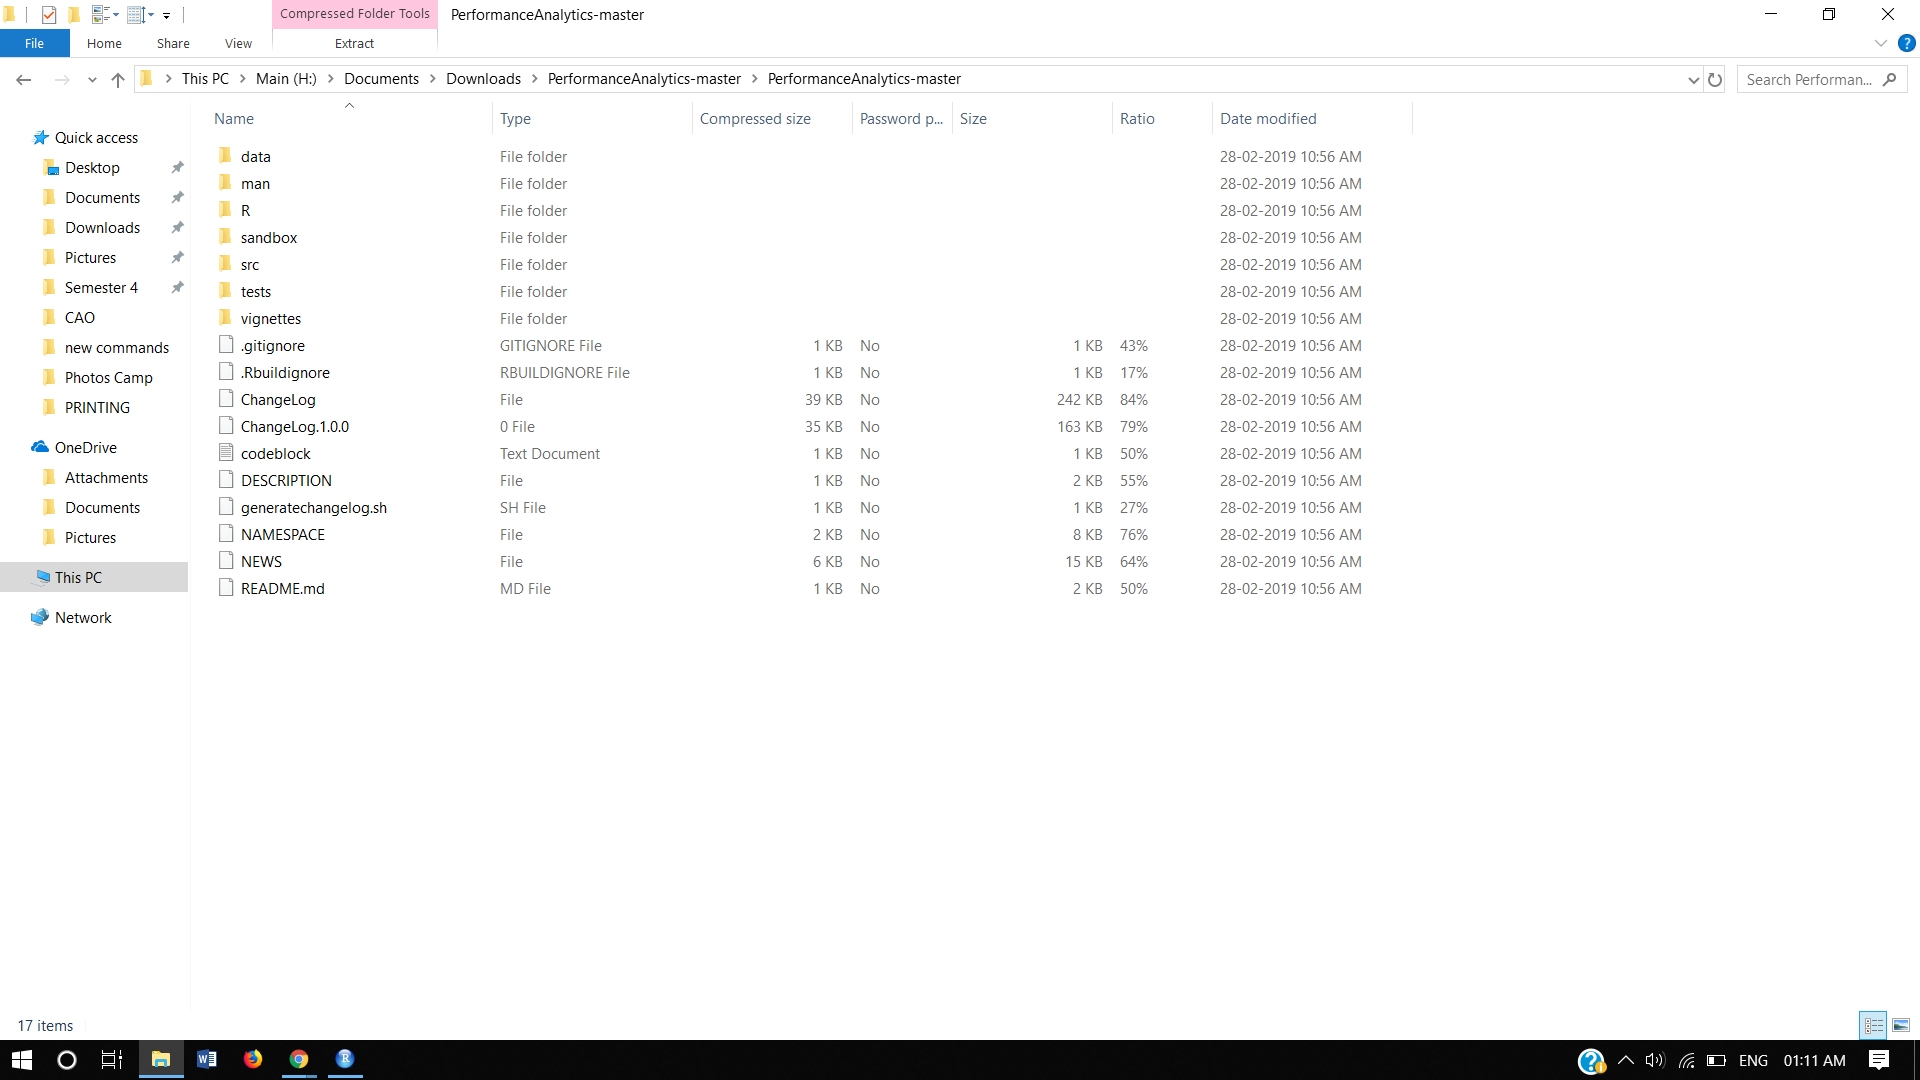 Compressed Folder Tools PerformanceAnalytics-master
File Home Share View Extract
This PC Main (H:) Documents Downloads PerformanceAnalytics-master PerformanceAnalytics-master Search Performan...
Quick access
Desktop
Documents
Downloads
Pictures
Semester 4
CAO
new commands
Photos Camp
PRINTING
OneDrive
Attachments
Documents
Pictures
This PC
Network
Name Type Compressed size Password p... Size Ratio Date modified
data File folder 28-02-2019 10:56 AM
man File folder 28-02-2019 10:56 AM
R File folder 28-02-2019 10:56 AM
sandbox File folder 28-02-2019 10:56 AM
src File folder 28-02-2019 10:56 AM
tests File folder 28-02-2019 10:56 AM
vignettes File folder 28-02-2019 10:56 AM
.gitignore GITIGNORE File 1 KB No 1 KB 43% 28-02-2019 10:56 AM
.Rbuildignore RBUILDIGNORE File 1 KB No 1 KB 17% 28-02-2019 10:56 AM
ChangeLog File 39 KB No 242 KB 84% 28-02-2019 10:56 AM
ChangeLog.1.0.0 0 File 35 KB No 163 KB 79% 28-02-2019 10:56 AM
codeblock Text Document 1 KB No 1 KB 50% 28-02-2019 10:56 AM
DESCRIPTION File 1 KB No 2 KB 55% 28-02-2019 10:56 AM
generatechangelog.sh SH File 1 KB No 1 KB 27% 28-02-2019 10:56 AM
NAMESPACE File 2 KB No 8 KB 76% 28-02-2019 10:56 AM
NEWS File 6 KB No 15 KB 64% 28-02-2019 10:56 AM
README.md MD File 1 KB No 2 KB 50% 28-02-2019 10:56 AM
17 items
ENG 01:11 AM